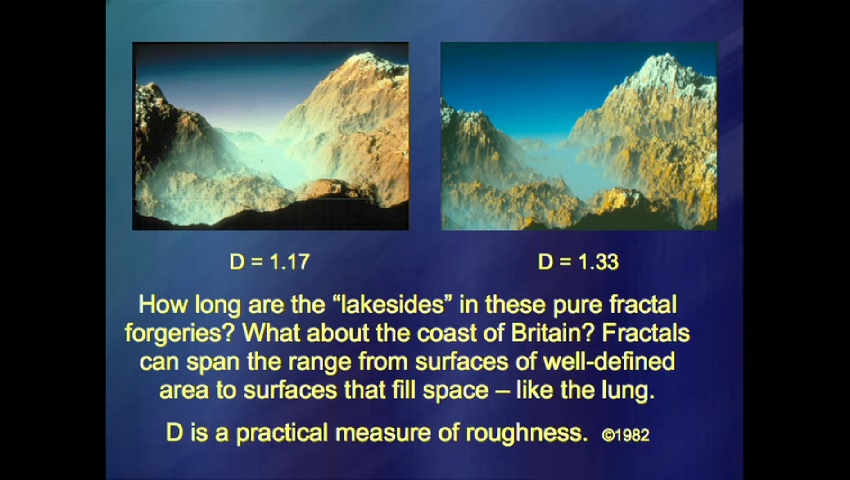 D = 1.17
D = 1.33
How long are the “lakesides” in these pure fractal
forgeries? What about the coast of Britain? Fractals
can span the range from surfaces of well-defined
area to surfaces that fill space – like the lung.
D is a practical measure of roughness. ©1982